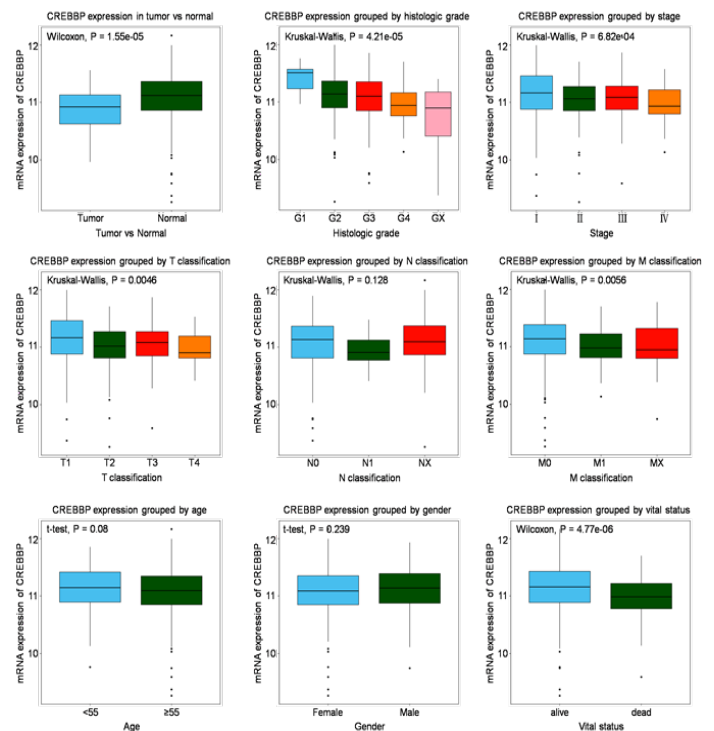 CREBBP expression in tumor vs normal
Wilcoxon, P = 1.55e-05
mRNA expression of CREBBP
12
11
10
Tumor Normal
Tumor vs Normal
CREBBP expression grouped by histologic grade
Kruskal-Wallis, P = 4.21e-05
mRNA expression of CREBBP
12
11
10
G1 G2 G3 G4 GX
Histologic grade
CREBBP expression grouped by stage
Kruskal-Wallis, P = 6.82e-04
mRNA expression of CREBBP
12
11
10
I II III IV
Stage
CREBBP expression grouped by T classification
Kruskal-Wallis, P = 0.0046
mRNA expression of CREBBP
12
11
10
T1 T2 T3 T4
T classification
CREBBP expression grouped by N classification
Kruskal-Wallis, P = 0.128
mRNA expression of CREBBP
12
11
10
N0 N1 NX
N classification
CREBBP expression grouped by M classification
Kruskal-Wallis, P = 0.0056
mRNA expression of CREBBP
12
11
10
M0 M1 MX
M classification
CREBBP expression grouped by age
t-test, P = 0.08
mRNA expression of CREBBP
12
11
10
<55 ≥55
Age
CREBBP expression grouped by gender
t-test, P = 0.239
mRNA expression of CREBBP
12
11
10
Female Male
Gender
CREBBP expression grouped by vital status
Wilcoxon, P = 4.77e-06
mRNA expression of CREBBP
12
11
10
alive dead
Vital status